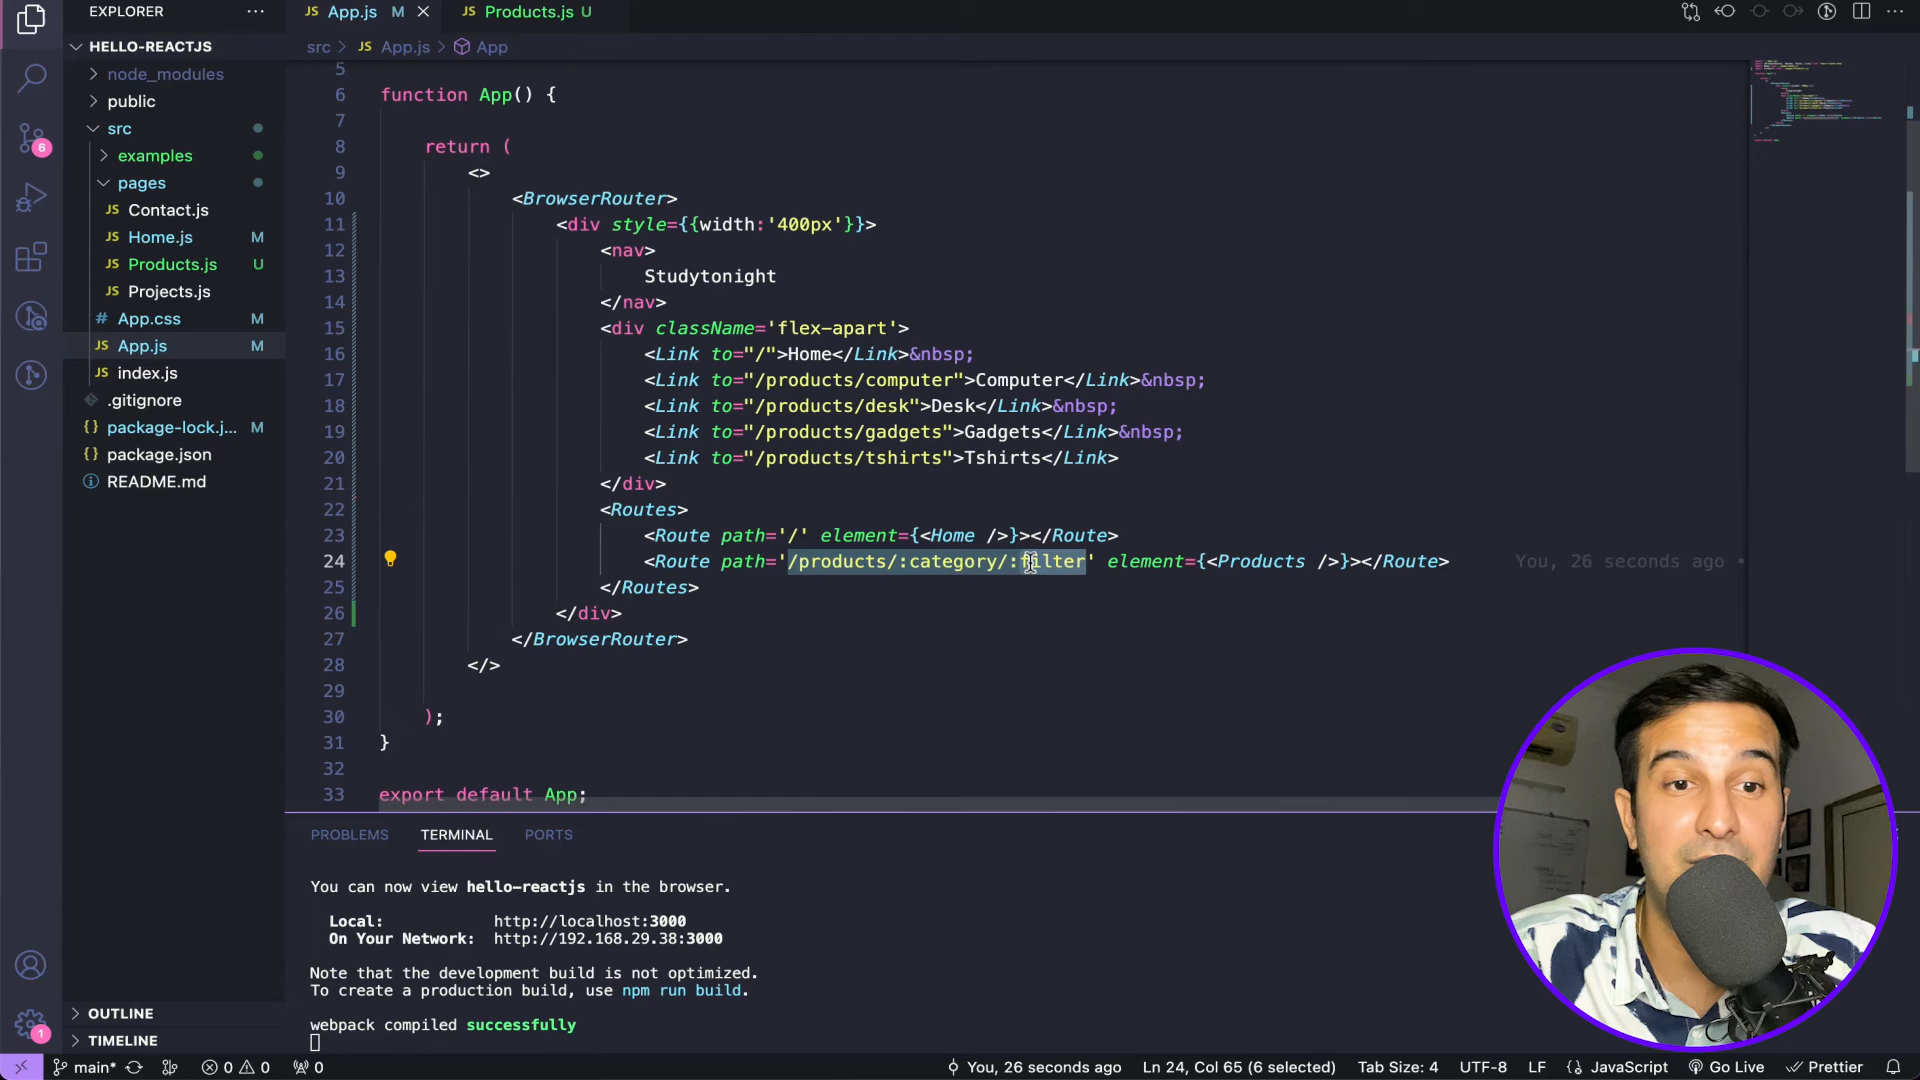 EXPLORER
App.js M
Products.js U
HELLO-REACTJS
src > JS App.js > App
node_modules
public
src
examples
pages
JS Contact.js
JS Home.js M
JS Products.js U
JS Projects.js
# App.css M
JS App.js M
JS index.js
.gitignore
{} package-lock.j... M
{} package.json
README.md
OUTLINE
TIMELINE
6
1
5
6 function App() {
7
8 return (
9 <>
10 <BrowserRouter>
11 <div style={{width:'400px'}}>
12 <nav>
13 Studytonight
14 </nav>
15 <div className='flex-apart'>
16 <Link to="/">Home</Link>&nbsp;
17 <Link to="/products/computer">Computer</Link>&nbsp;
18 <Link to="/products/desk">Desk</Link>&nbsp;
19 <Link to="/products/gadgets">Gadgets</Link>&nbsp;
20 <Link to="/products/tshirts">Tshirts</Link>
21 </div>
22 <Routes>
23 <Route path='/' element={<Home />}></Route>
24 <Route path='/products/:category/:filter' element={<Products />}></Route> You, 26 seconds ago •
25 </Routes>
26 </div>
27 </BrowserRouter>
28 </>
29
30 );
31 }
32
33 export default App;
PROBLEMS TERMINAL PORTS
You can now view hello-reactjs in the browser.
Local: http://localhost:3000
On Your Network: http://192.168.29.38:3000
Note that the development build is not optimized.
To create a production build, use npm run build.
webpack compiled successfully
main* 0 0 0 You, 26 seconds ago Ln 24, Col 65 (6 selected) Tab Size: 4 UTF-8 LF {} JavaScript Go Live Prettier